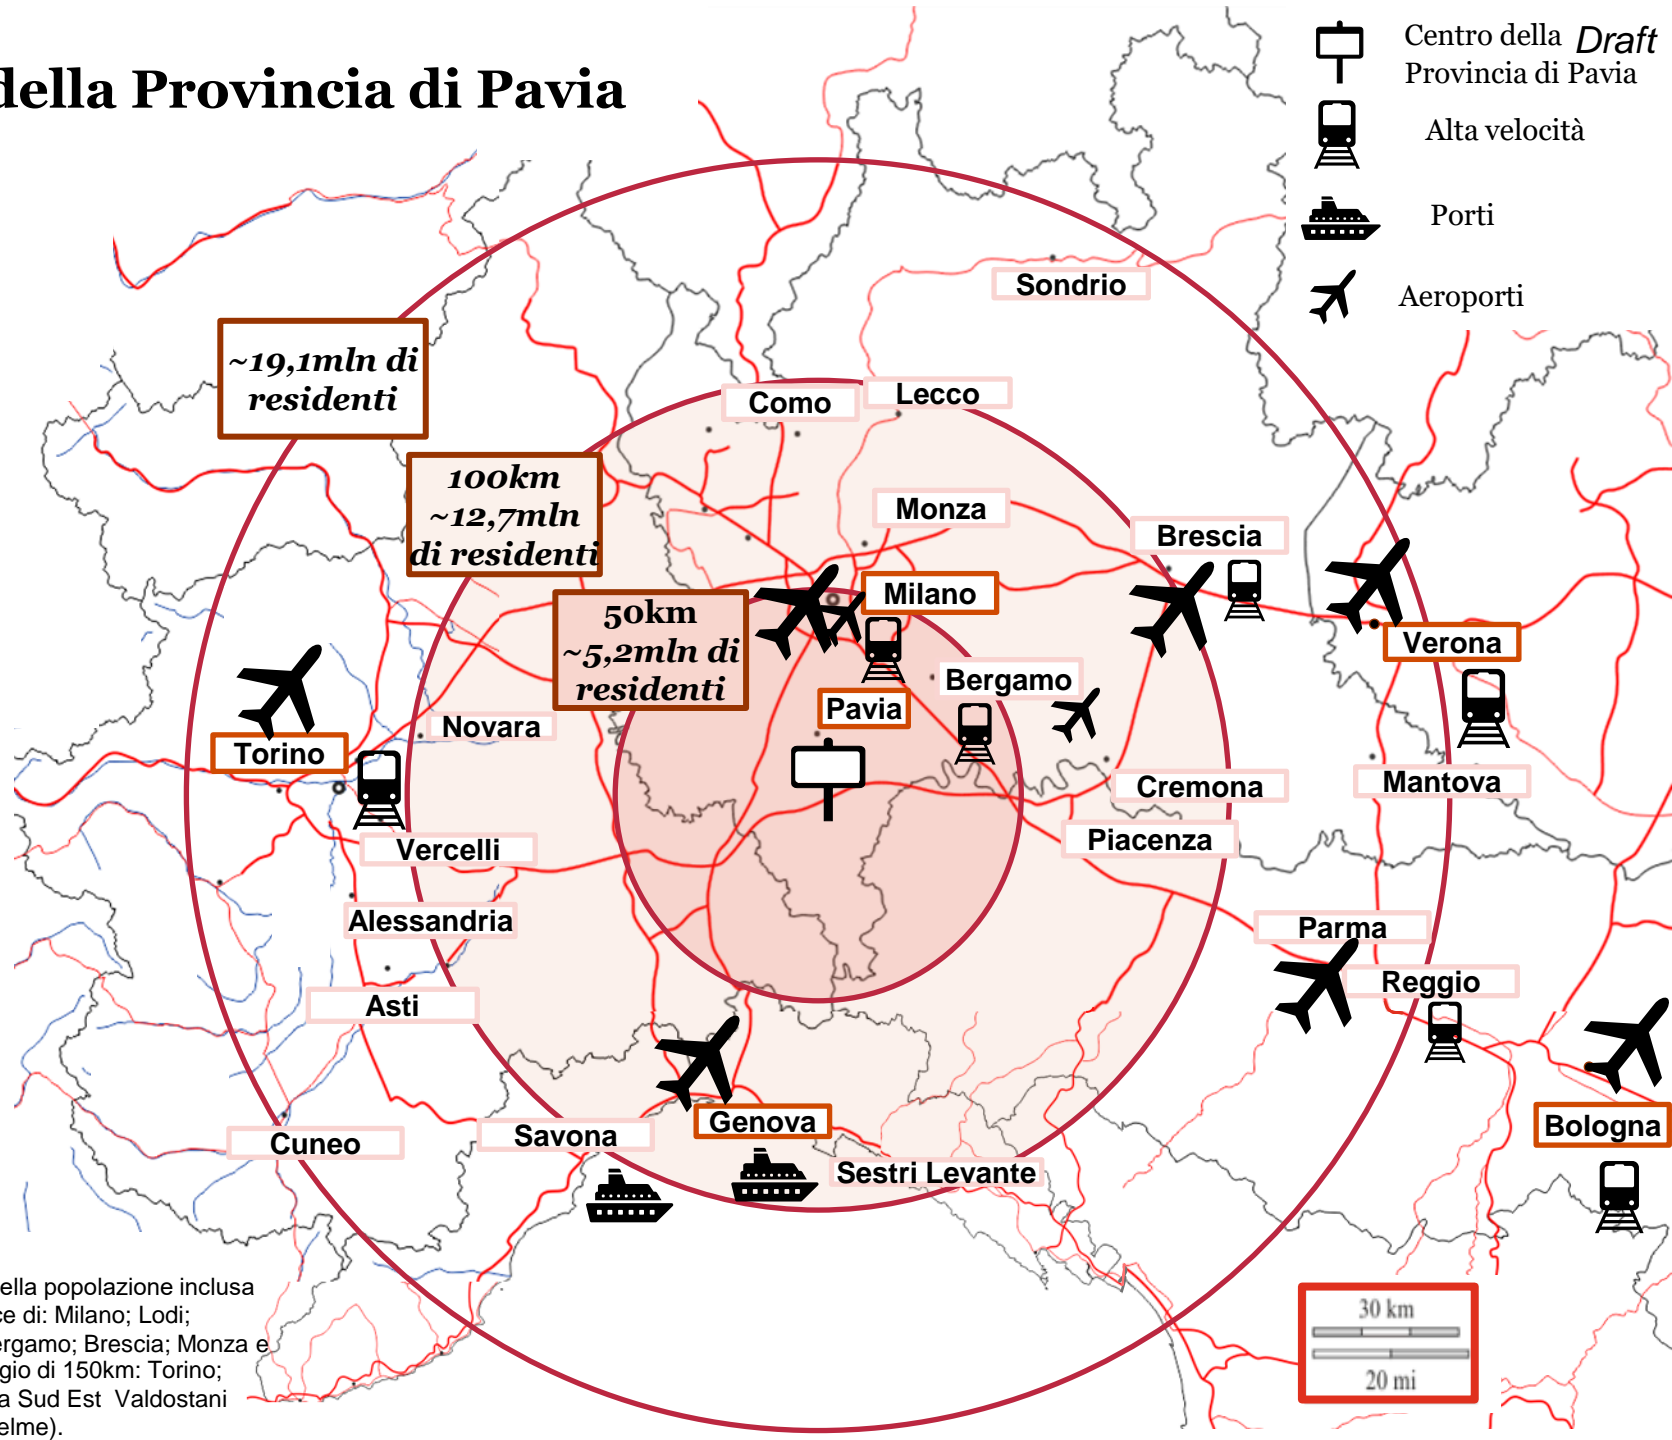 della Provincia di Pavia
Centro della
Provincia di Pavia
Draft
Alta velocità
Porti
Aeroporti
Sondrio
~19,1mln di
residenti
Como
Lecco
100km
~12,7mln
di residenti
Monza
Brescia
50km
~5,2mln di
residenti
Milano
Verona
Bergamo
Pavia
Novara
Torino
Cremona
Mantova
Piacenza
Vercelli
Alessandria
Parma
Reggio
Asti
Genova
Savona
Cuneo
Bologna
Sestri Levante
ella popolazione inclusa
ce di: Milano; Lodi;
ergamo; Brescia; Monza e
gio di 150km: Torino;
a Sud Est Valdostani
elme).
30 km
20 mi